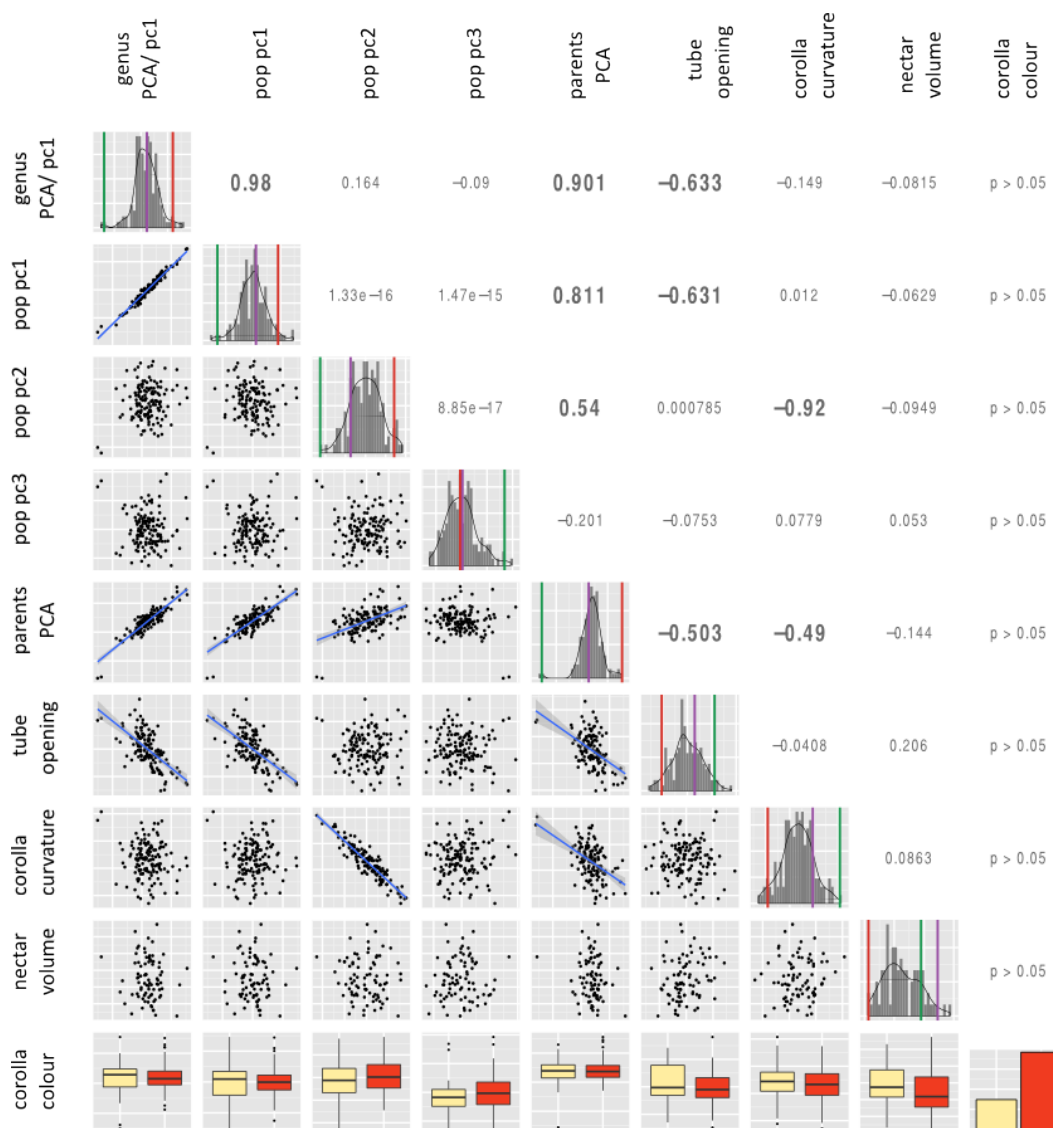 genus
PCA/ pc1
pop pc1
pop pc2
pop pc3
parents
PCA
tube
opening
corolla
curvature
nectar
volume
corolla
colour
genus
PCA/ pc1
0.98
0.164
−0.09
0.901
−0.633
−0.149
−0.0815
p > 0.05
pop pc1
1.33e−16
1.47e−15
0.811
−0.631
0.012
−0.0629
p > 0.05
pop pc2
8.85e−17
0.54
0.000785
−0.92
−0.0949
p > 0.05
pop pc3
−0.201
−0.0753
0.0779
0.053
p > 0.05
parents
PCA
−0.503
−0.49
−0.144
p > 0.05
tube
opening
−0.0408
0.206
p > 0.05
corolla
curvature
0.0863
p > 0.05
nectar
volume
p > 0.05
corolla
colour